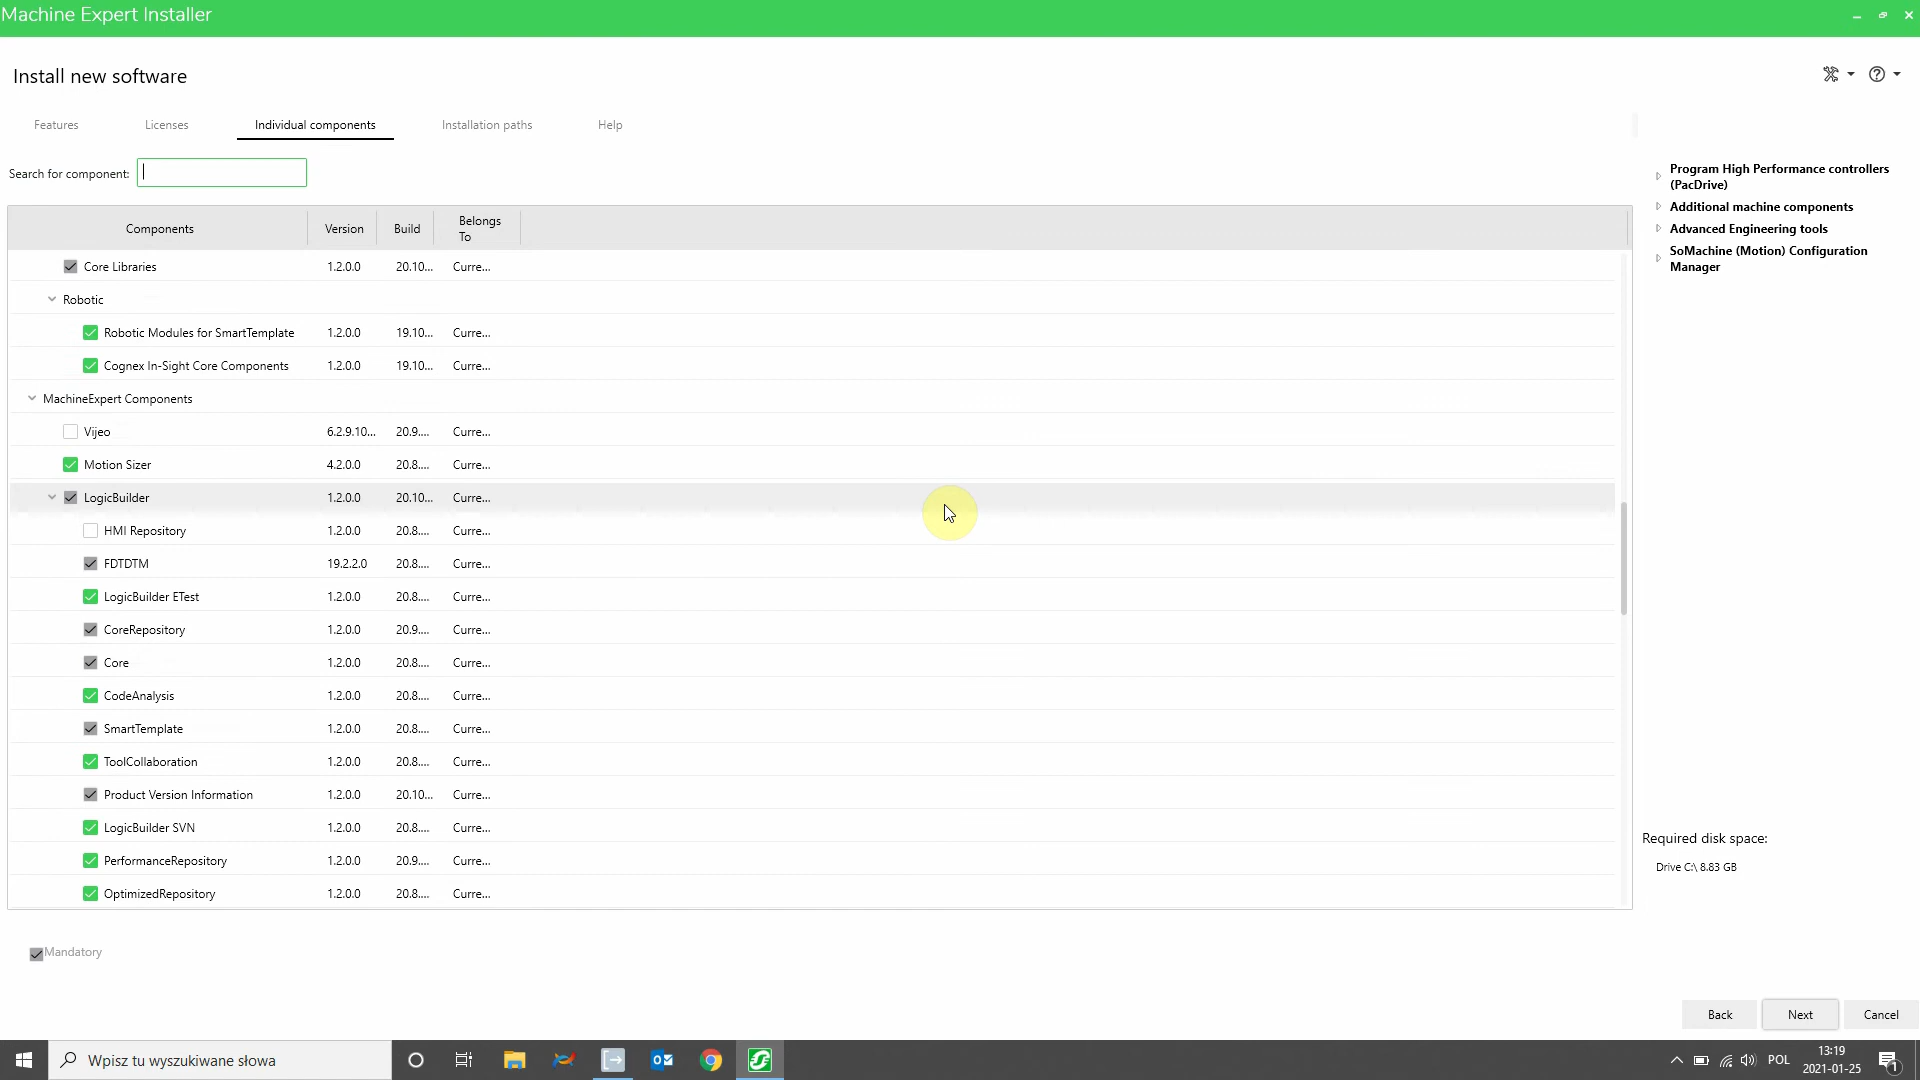 Machine Expert Installer
Install new software
Features Licenses Individual components Installation paths Help
Search for component:
Components Version Build Belongs To
Core Libraries 1.2.0.0 20.10... Curre...
Robotic
Robotic Modules for SmartTemplate 1.2.0.0 19.10... Curre...
Cognex In-Sight Core Components 1.2.0.0 19.10... Curre...
MachineExpert Components
Vijeo 6.2.9.10... 20.9.... Curre...
Motion Sizer 4.2.0.0 20.8.... Curre...
LogicBuilder 1.2.0.0 20.10... Curre...
HMI Repository 1.2.0.0 20.8.... Curre...
FDTDTM 19.2.2.0 20.8.... Curre...
LogicBuilder ETest 1.2.0.0 20.8.... Curre...
CoreRepository 1.2.0.0 20.9.... Curre...
Core 1.2.0.0 20.8.... Curre...
CodeAnalysis 1.2.0.0 20.8.... Curre...
SmartTemplate 1.2.0.0 20.8.... Curre...
ToolCollaboration 1.2.0.0 20.8.... Curre...
Product Version Information 1.2.0.0 20.10... Curre...
LogicBuilder SVN 1.2.0.0 20.8.... Curre...
PerformanceRepository 1.2.0.0 20.9.... Curre...
OptimizedRepository 1.2.0.0 20.8.... Curre...
Mandatory
Program High Performance controllers
(PacDrive)
Additional machine components
Advanced Engineering tools
SoMachine (Motion) Configuration
Manager
Required disk space:
Drive C:\ 8.83 GB
Back Next Cancel
Wpisz tu wyszukiwane słowa
POL
13:19
2021-01-25
1